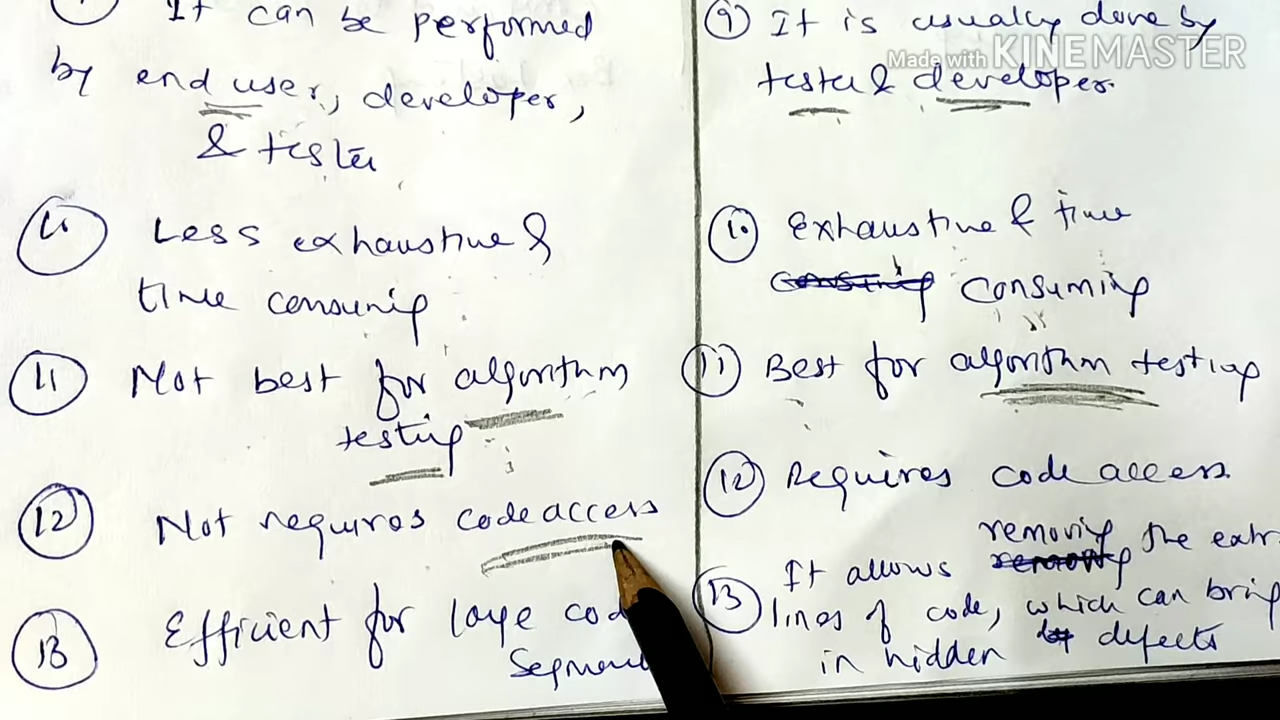 It can be performed
by end user, developer,
& tester
10 Less exhaustive &
time consuming
11 Not best for algorithm
testing
12 Not requires code access
13 Efficient for large cod
Segment
9 It is usually done by
tester & developer.
10. Exhaustive & time
consuming
11 Best for algorithm testing
12 Requires code access.
13 It allows removing the extr
lines of code, which can bring
in hidden defects
Made with KINEMASTER